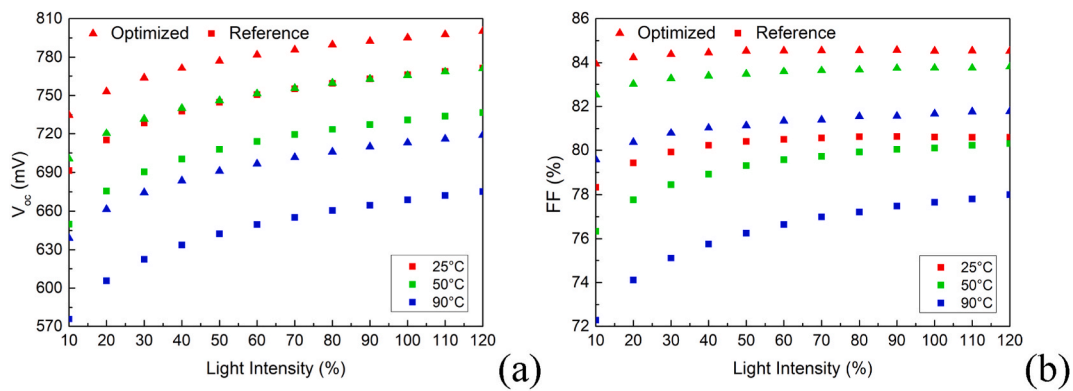 Optimized Reference
810
780
750
720
690
660
630
600
570
V_oc (mV)
25°C
50°C
90°C
10 20 30 40 50 60 70 80 90 100 110 120
Light Intensity (%)
(a)
Optimized Reference
86
84
82
80
78
76
74
72
FF (%)
25°C
50°C
90°C
10 20 30 40 50 60 70 80 90 100 110 120
Light Intensity (%)
(b)